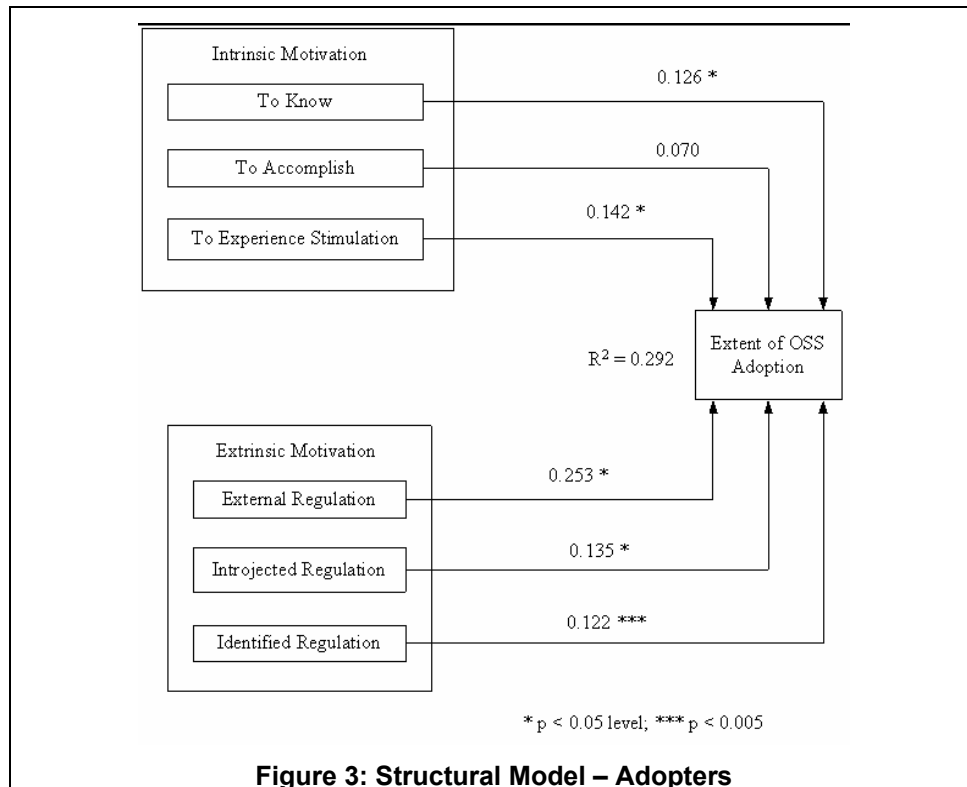 Intrinsic Motivation
To Know
0.126 *
To Accomplish
0.070
To Experience Stimulation
0.142 *
Extent of OSS
Adoption
R² = 0.292
Extrinsic Motivation
External Regulation
0.253 *
Introjected Regulation
0.135 *
Identified Regulation
0.122 ***
* p < 0.05 level; *** p < 0.005
Figure 3: Structural Model – Adopters